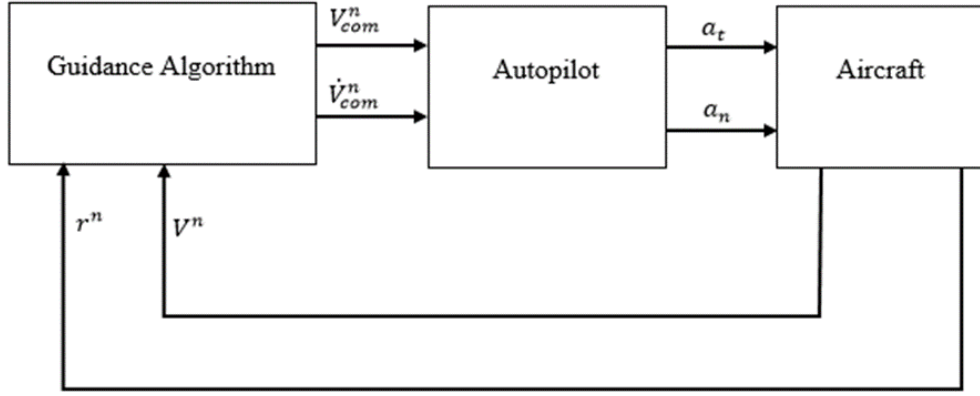 Guidance Algorithm
V^n_com
V̇^n_com
Autopilot
a_t
a_n
Aircraft
r^n
V^n